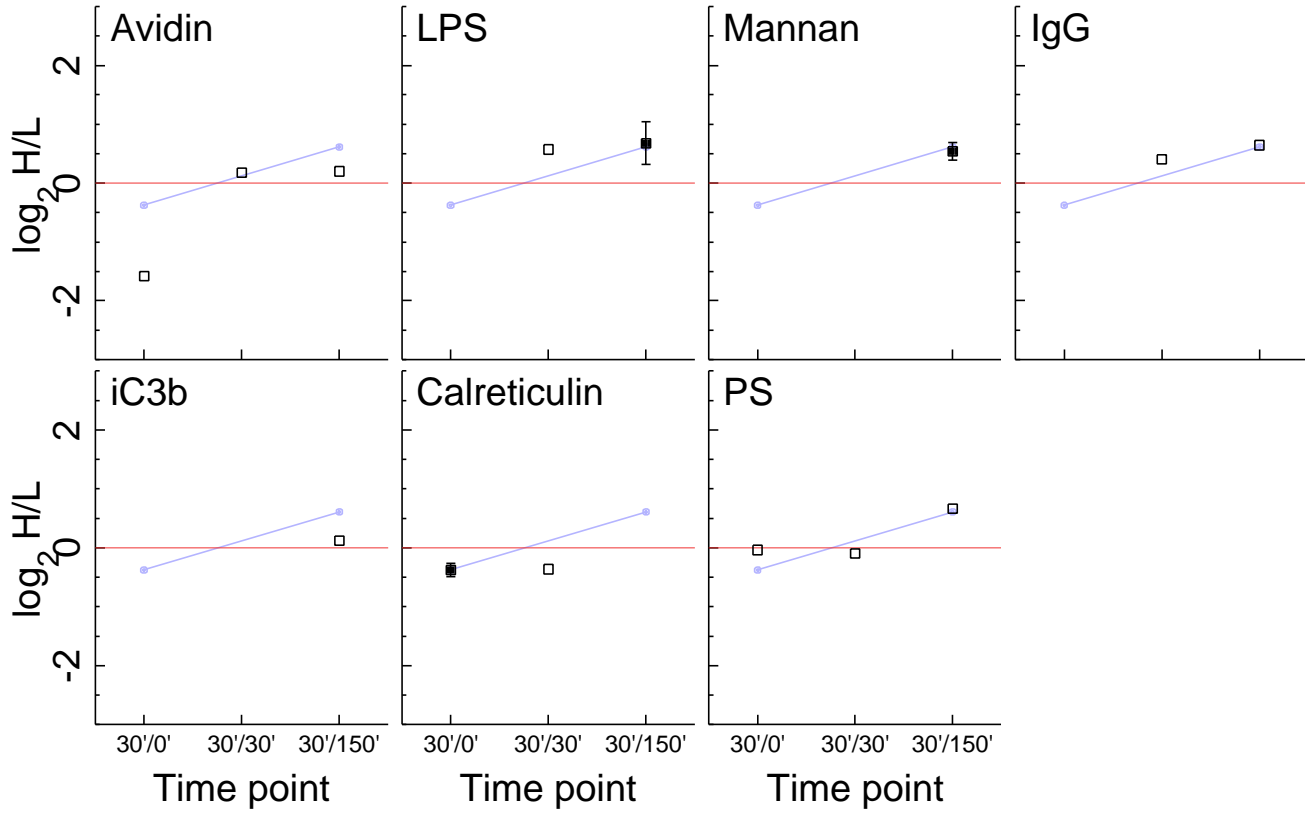 Avidin LPS Mannan IgG
2
0
-2
log2 H/L
iC3b Calreticulin PS
2
0
-2
log2 H/L
30'/0' 30'/30' 30'/150' 30'/0' 30'/30' 30'/150' 30'/0' 30'/30' 30'/150'
Time point Time point Time point